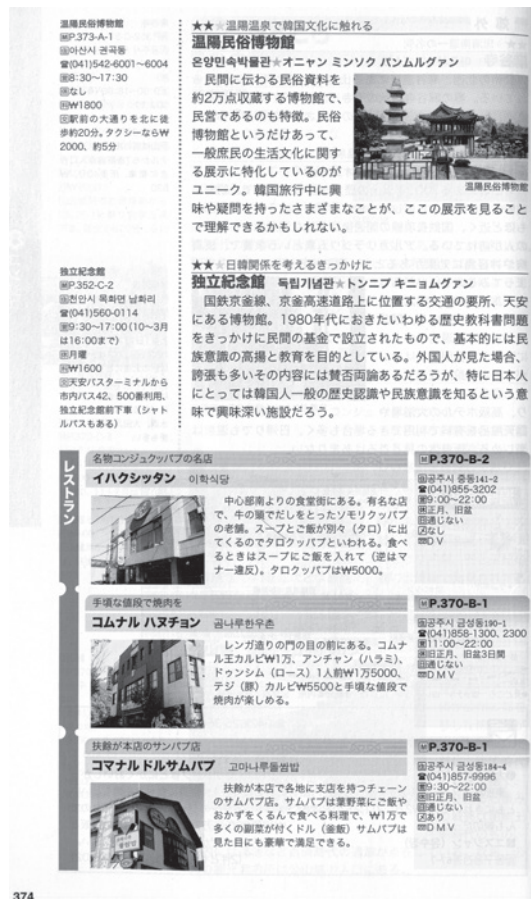 温陽民俗博物館
P.373-A-1
아산시 권곡동
☎(041)542-6001~6004
8:30~17:30
なし
₩1800
駅前の大通りを北に徒
歩約20分。タクシーなら₩
2000、約5分
★★★温陽温泉で韓国文化に触れる
温陽民俗博物館
온양민속박물관★オニャン ミンソク パンムルグァン
民間に伝わる民俗資料を
約2万点収蔵する博物館で、
民営であるのも特徴。民俗
博物館というだけあって、
一般庶民の生活文化に関す
る展示に特化しているのが
ユニーク。韓国旅行中に興
味や疑問を持ったさまざまなことが、ここの展示を見ること
で理解できるかもしれない。
温陽民俗博物館
独立紀念館
P.352-C-2
천안시 목화면 남화리
☎(041)560-0114
9:30~17:00(10~3月
は16:00まで)
月曜
₩1600
天安バスターミナルから
市内バス42、500番利用、
独立紀念館前下車(シャト
ルバスもある)
★★★日韓関係を考えるきっかけに
独立紀念館 독립기념관★トンニプ キニョムグァン
国鉄京釜線、京釜高速道路上に位置する交通の要所、天安
にある博物館。1980年代におきたいわゆる歴史教科書問題
をきっかけに民間の基金で設立されたもので、基本的には民
族意識の高揚と教育を目的としている。外国人が見た場合、
誇張も多いその内容には賛否両論あるだろうが、特に日本人
にとっては韓国人一般の歴史認識や民族意識を知るという意
味で興味深い施設だろう。
レストラン
名物コンジュクッパプの名店
イハクシッタン 이학식당
中心部南よりの食堂街にある。有名な店
で、牛の頭でだしをとったソモリクッパプ
の老舗。スープとご飯が別々(タロ)に出
てくるのでタロクッパプといわれる。食べ
るときはスープにご飯を入れて(逆はマ
ナー違反)。タロクッパプは₩5000。
P.370-B-2
공주시 중동141-2
☎(041)855-3202
9:00~22:00
正月、旧盆
通じない
なし
D V
手頃な値段で焼肉を
コムナル ハヌチョン 곰나루한우촌
レンガ造りの門の目の前にある。コムナ
ル王カルビ₩1万、アンチャン(ハラミ)、
ドゥンシム(ロース)1人前₩1万5000、
テジ(豚)カルビ₩5500と手頃な値段で
焼肉が楽しめる。
P.370-B-1
공주시 금성동190-1
☎(041)858-1300、2300
11:00~22:00
旧正月、旧盆3日間
通じない
D M V
扶餘が本店のサンパプ店
コマナルドルサムパプ 고마나루돌쌈밥
扶餘が本店で各地に支店を持つチェーン
のサムパプ店。サムパプは葉野菜にご飯や
おかずをくるんで食べる料理で、₩1万で
多くの副菜が付くドル(釜飯)サムパプは
見た目にも豪華で満足できる。
P.370-B-1
공주시 금성동184-4
☎(041)857-9996
9:30~22:00
旧正月、旧盆
通じない
あり
D M V
374